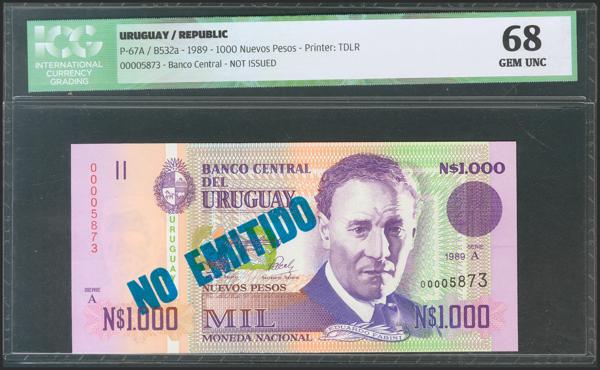 ICG
INTERNATIONAL
CURRENCY
GRADING
URUGUAY / REPUBLIC
P-67A / B532a - 1989 - 1000 Nuevos Pesos - Printer: TDLR
00005873 - Banco Central - NOT ISSUED
68
GEM UNC
00005873
II
BANCO CENTRAL
DEL
URUGUAY
N$1.000
URUGUAY
NO EMITIDO
SERIE
A
1989
SERIE
A
00005873
NUEVOS PESOS
N$1.000
MIL
MONEDA NACIONAL
EDUARDO FABINI
N$1.000